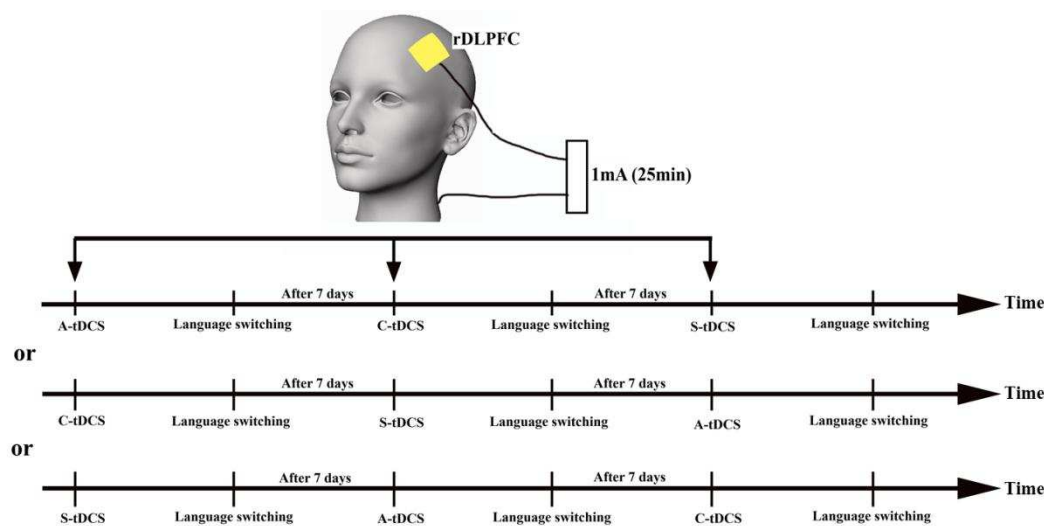 rDLPFC
1mA (25min)
After 7 days After 7 days Time
A-tDCS Language switching C-tDCS Language switching S-tDCS Language switching
or
After 7 days After 7 days Time
C-tDCS Language switching S-tDCS Language switching A-tDCS Language switching
or
After 7 days After 7 days Time
S-tDCS Language switching A-tDCS Language switching C-tDCS Language switching